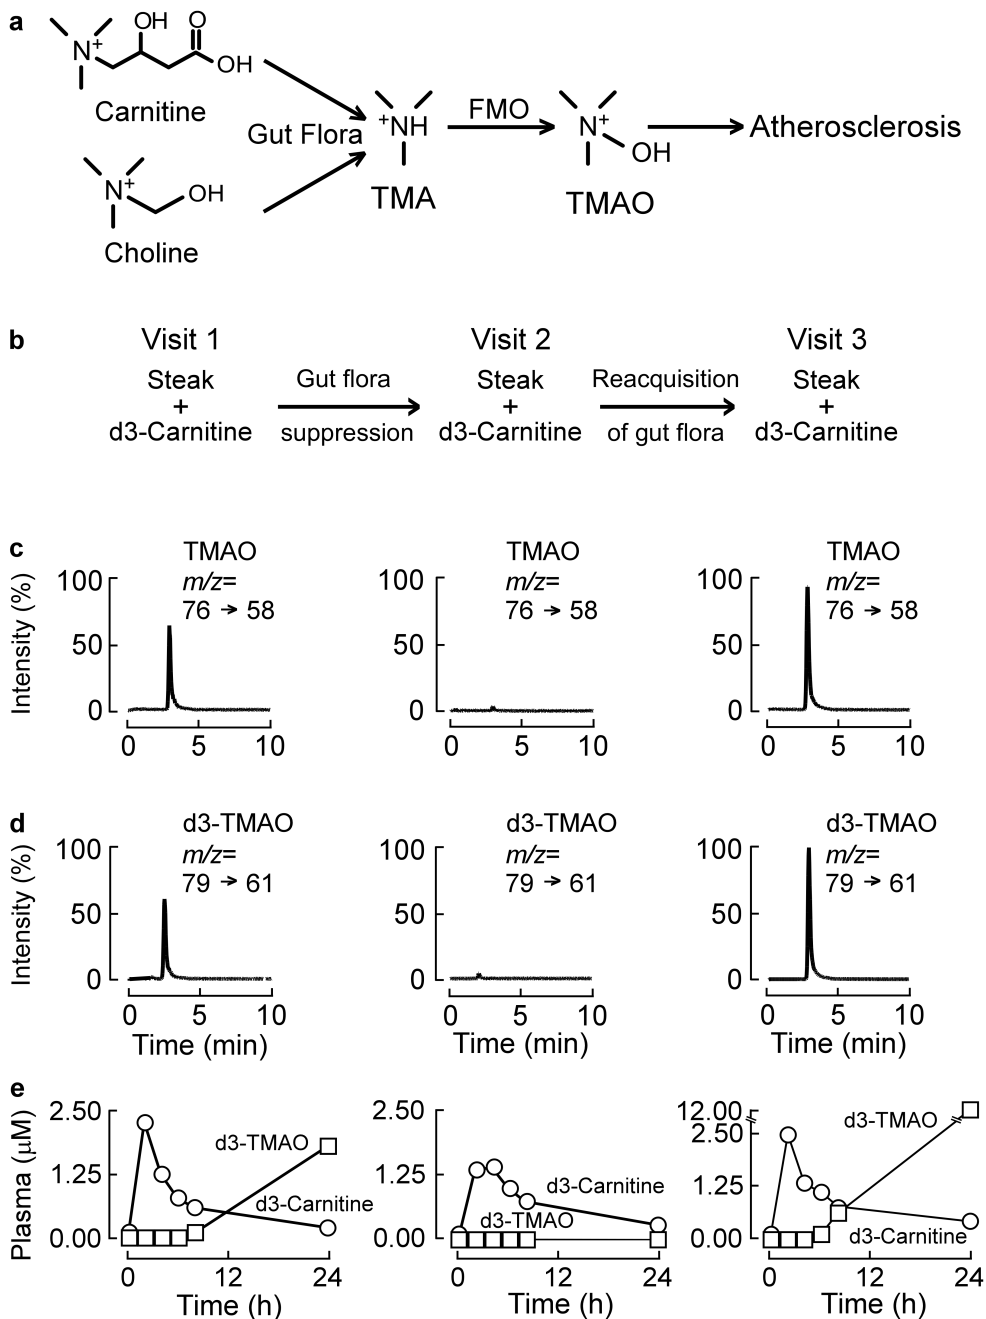 a
OH
O
N+
OH
Carnitine
Gut Flora
+NH
TMA
FMO
N+
OH
TMAO
Atherosclerosis
N+
OH
Choline
b
Visit 1
Visit 2
Visit 3
Steak
+
d3-Carnitine
Gut flora
suppression
Steak
+
d3-Carnitine
Reacquisition
of gut flora
Steak
+
d3-Carnitine
c
Intensity (%)
100
50
0
TMAO
m/z=
76 → 58
0 5 10
100
50
0
TMAO
m/z=
76 → 58
0 5 10
100
50
0
TMAO
m/z=
76 → 58
0 5 10
d
Intensity (%)
100
50
0
d3-TMAO
m/z=
79 → 61
0 5 10
Time (min)
100
50
0
d3-TMAO
m/z=
79 → 61
0 5 10
Time (min)
100
50
0
d3-TMAO
m/z=
79 → 61
0 5 10
Time (min)
e
Plasma (µM)
2.50
1.25
0.00
d3-TMAO
d3-Carnitine
0 12 24
Time (h)
2.50
1.25
0.00
d3-Carnitine
d3-TMAO
0 12 24
Time (h)
12.00
2.50
1.25
0.00
d3-TMAO
d3-Carnitine
0 12 24
Time (h)